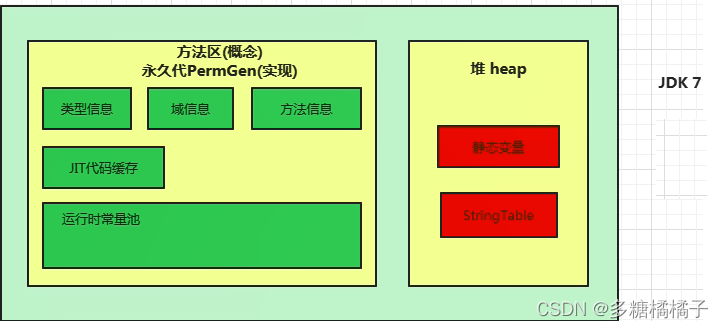 方法区(概念)
永久代PermGen(实现)
类型信息
域信息
方法信息
JIT代码缓存
运行时常量池
堆 heap
静态变量
StringTable
JDK 7
CSDN @多糖橘橘子